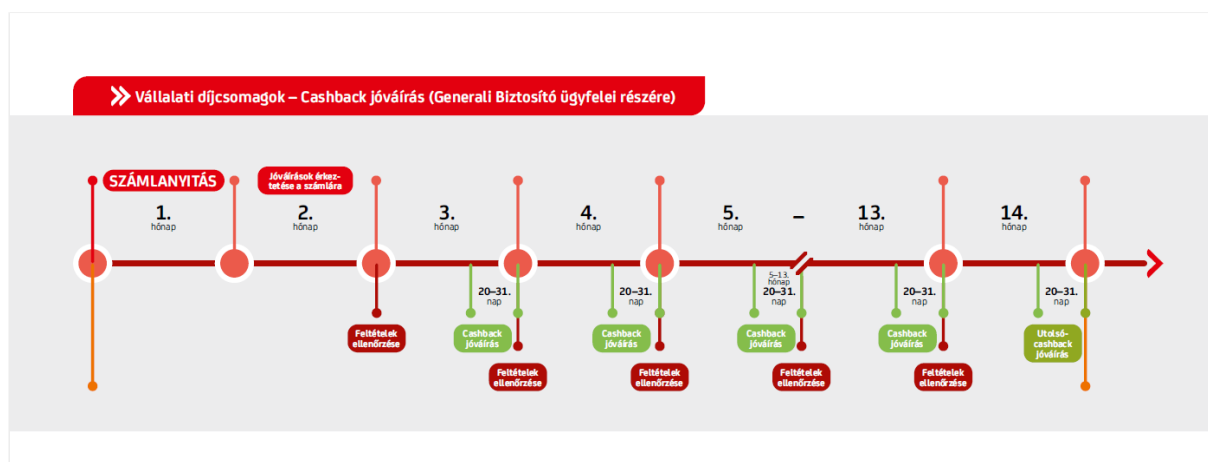 Vállalati díjcsomagok – Cashback jóváírás (Generali Biztosító ügyfelei részére)
SZÁMLANYITÁS
Jóváírások érkez-
tetése a számlára
1.
hónap
2.
hónap
3.
hónap
4.
hónap
5.
hónap
–
13.
hónap
14.
hónap
20–31.
nap
20–31.
nap
5–13.
hónap
20–31.
nap
20–31.
nap
20–31.
nap
Feltételek
ellenőrzése
Cashback
jóváírás
Cashback
jóváírás
Cashback
jóváírás
Cashback
jóváírás
Utolsó-
cashback
jóváírás
Feltételek
ellenőrzése
Feltételek
ellenőrzése
Feltételek
ellenőrzése
Feltételek
ellenőrzése